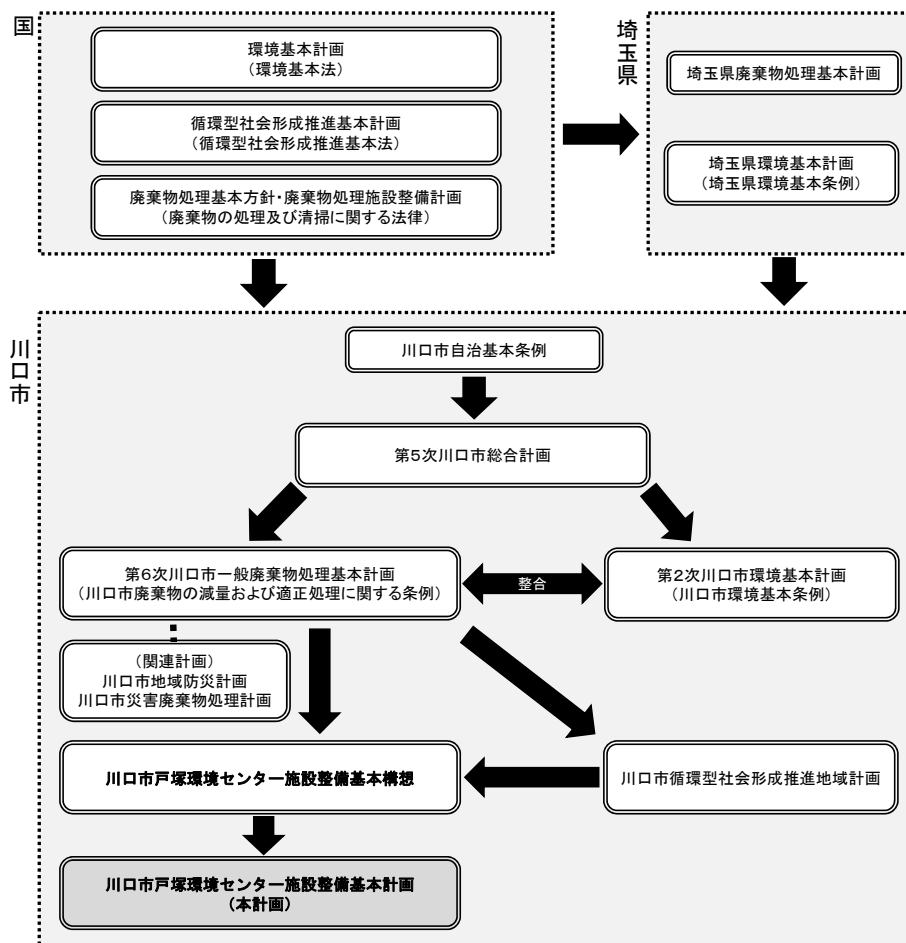 国
環境基本計画
(環境基本法)
循環型社会形成推進基本計画
(循環型社会形成推進基本法)
廃棄物処理基本方針・廃棄物処理施設整備計画
(廃棄物の処理及び清掃に関する法律)
埼玉県
埼玉県廃棄物処理基本計画
埼玉県環境基本計画
(埼玉県環境基本条例)
川口市
川口市自治基本条例
第5次川口市総合計画
第6次川口市一般廃棄物処理基本計画
(川口市廃棄物の減量および適正処理に関する条例)
整合
第2次川口市環境基本計画
(川口市環境基本条例)
(関連計画)
川口市地域防災計画
川口市災害廃棄物処理計画
川口市戸塚環境センター施設整備基本構想
川口市循環型社会形成推進地域計画
川口市戸塚環境センター施設整備基本計画
(本計画)